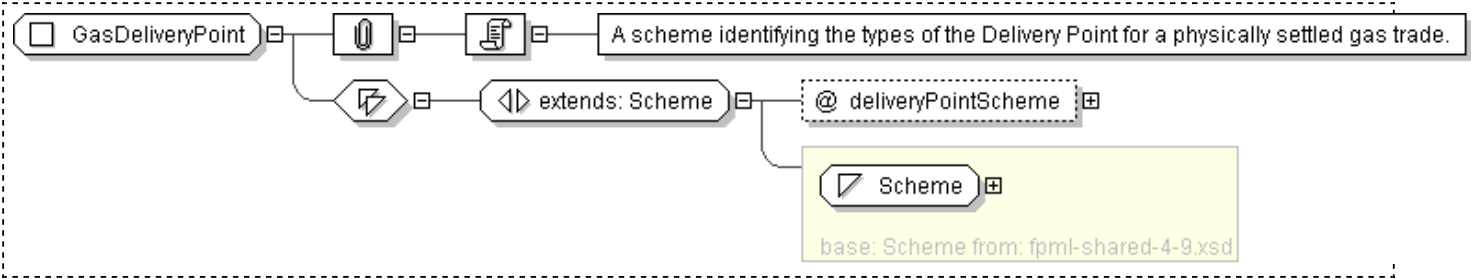 GasDeliveryPoint
A scheme identifying the types of the Delivery Point for a physically settled gas trade.
extends: Scheme
@ deliveryPointScheme
Scheme
base: Scheme from: fpml-shared-4-9.xsd